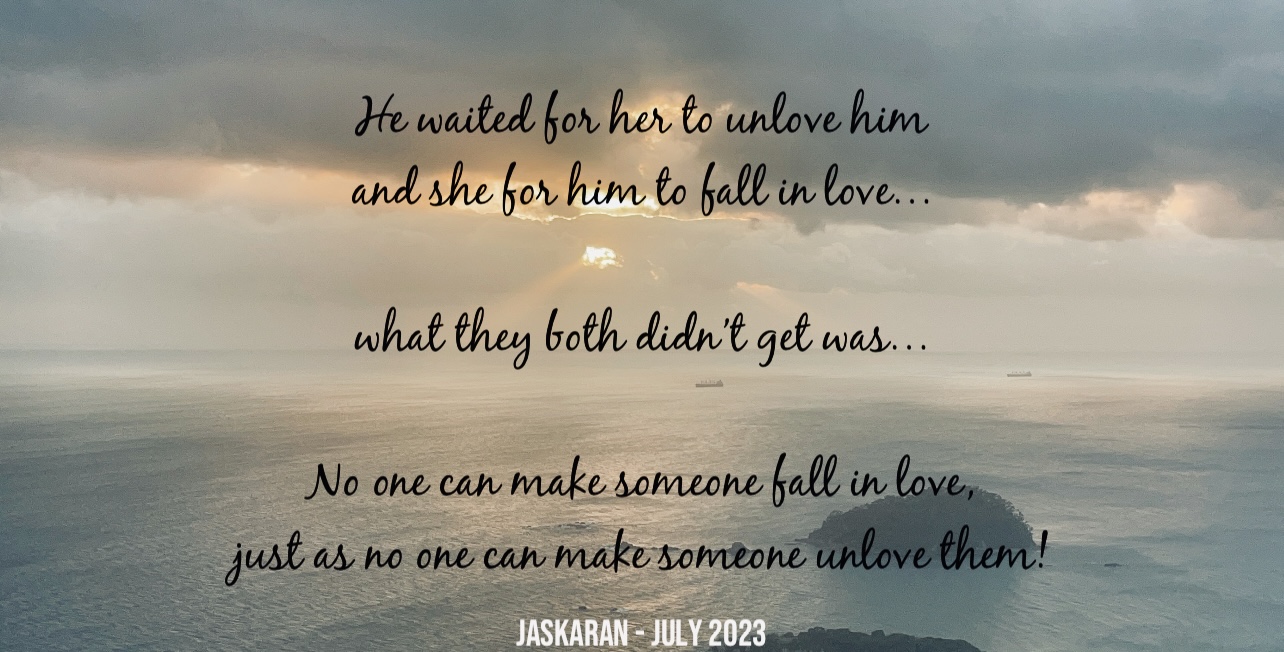 He waited for her to unlove him
and she for him to fall in love...
what they both didn't get was...
No one can make someone fall in love,
just as no one can make someone unlove them!
JASKARAN - JULY 2023